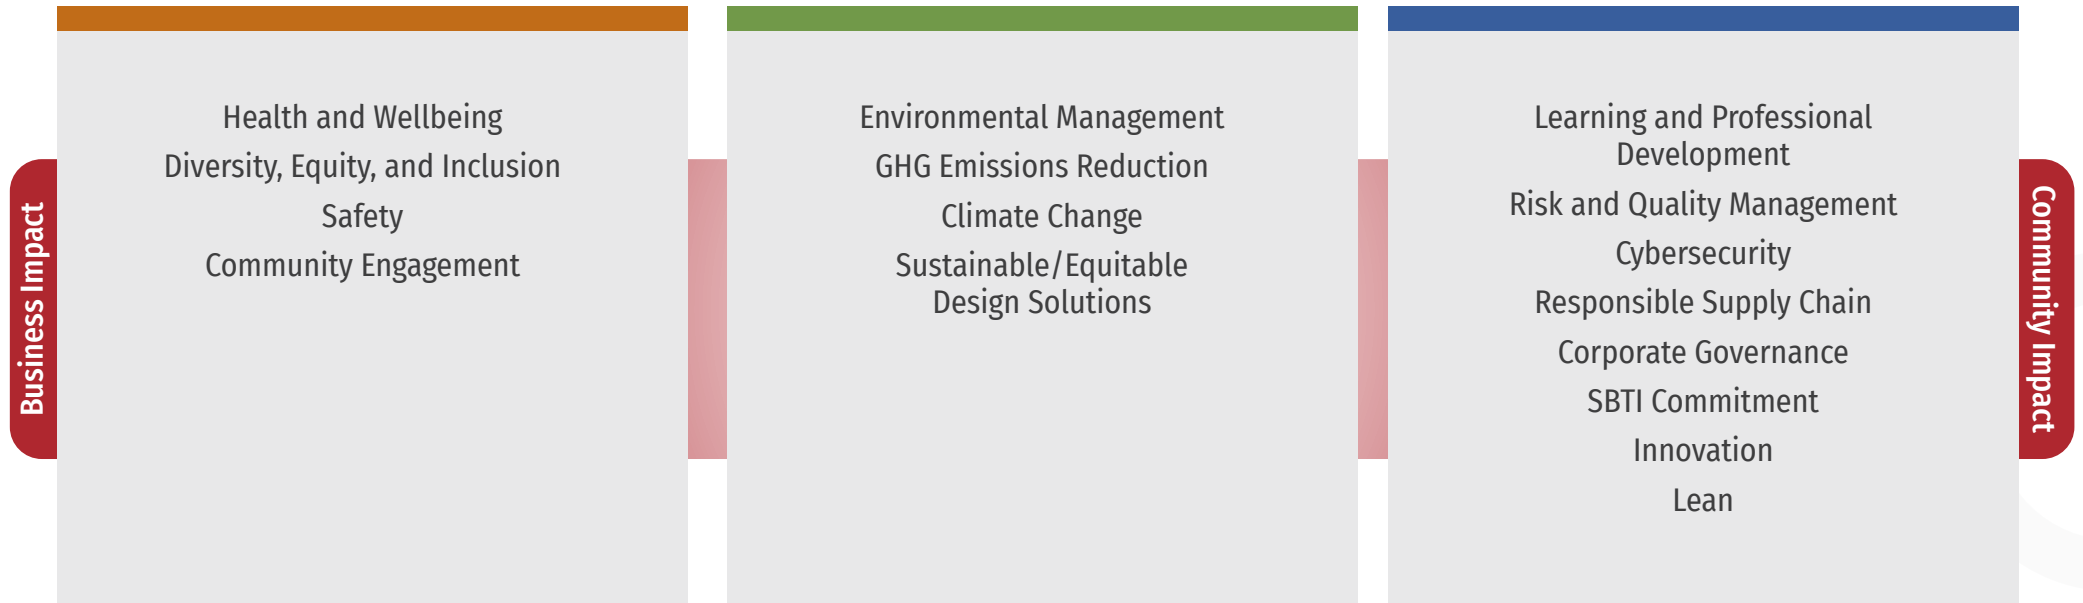 Business Impact
Health and Wellbeing
Diversity, Equity, and Inclusion
Safety
Community Engagement
Environmental Management
GHG Emissions Reduction
Climate Change
Sustainable/Equitable
Design Solutions
Learning and Professional
Development
Risk and Quality Management
Cybersecurity
Responsible Supply Chain
Corporate Governance
SBTI Commitment
Innovation
Lean
Community Impact